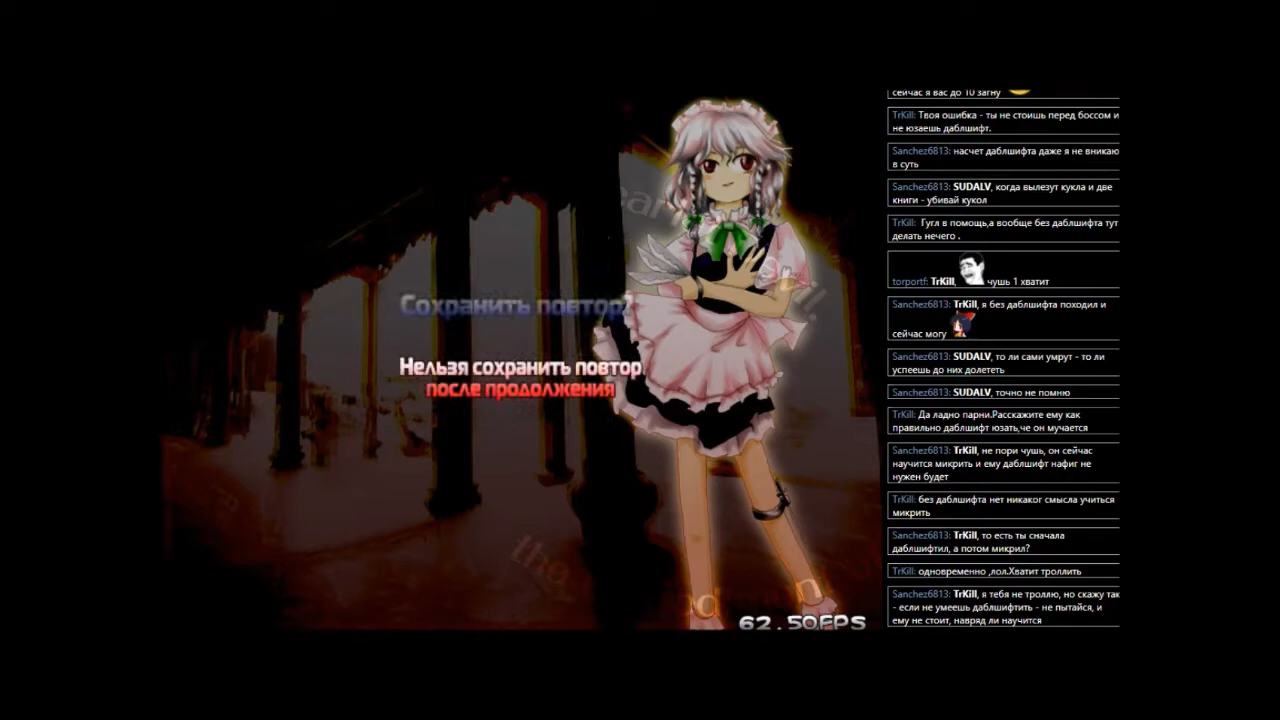 Сохранить повтор?
Нельзя сохранить повтор
после продолжения
the
62.50FPS
сейчас я вас до 10 загну
TrKill: Твоя ошибка - ты не стоишь перед боссом и
не юзаешь даблшифт.
Sanchez6813: насчет даблшифта даже я не вникаю
в суть
Sanchez6813: SUDALV, когда вылезут кукла и две
книги - убивай кукол
TrKill: Гугл в помощь,а вообще без даблшифта тут
делать нечего .
torportf: TrKill, чушь 1 хватит
Sanchez6813: TrKill, я без даблшифта походил и
сейчас могу
Sanchez6813: SUDALV, то ли сами умрут - то ли
успеешь до них долететь
Sanchez6813: SUDALV, точно не помню
TrKill: Да ладно парни.Расскажите ему как
правильно даблшифт юзать,че он мучается
Sanchez6813: TrKill, не пори чушь, он сейчас
научится микрить и ему даблшифт нафиг не
нужен будет
TrKill: без даблшифта нет никаког смысла учиться
микрить
Sanchez6813: TrKill, то есть ты сначала
даблшифтил, а потом микрил?
TrKill: одновременно ,лол.Хватит троллить
Sanchez6813: TrKill, я тебя не троллю, но скажу так
- если не умеешь даблшифтить - не пытайся, и
ему не стоит, навряд ли научится